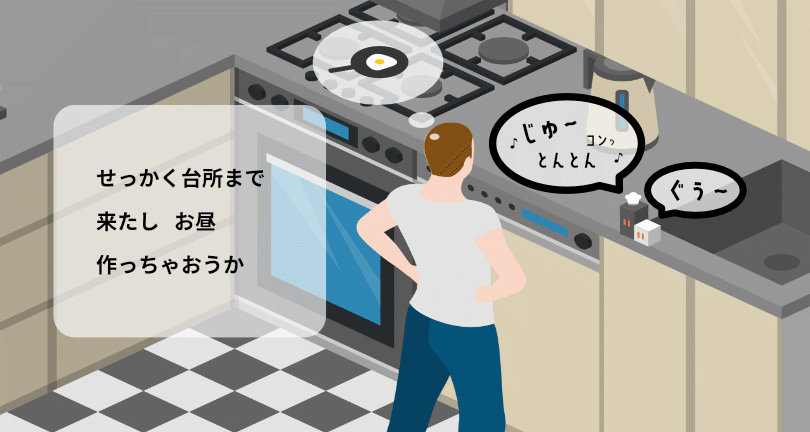 せっかく台所まで
来たし お昼
作っちゃおうか
♪じゅ〜
コンッ
とんとん♪
ぐぅ〜